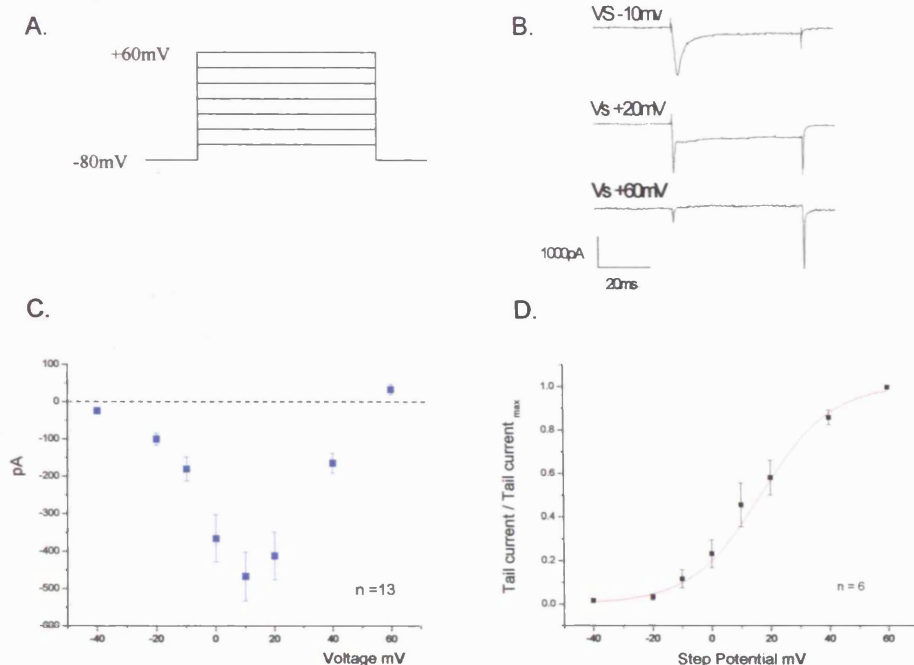 A.
+60mV
-80mV
B.
VS -10mv
Vs +20mV
Vs +60mV
1000pA
20ms
C.
100
0
-100
-200
-300
-400
-500
-600
pA
-40
-20
0
20
40
60
Voltage mV
n =13
D.
1.0
0.8
0.6
0.4
0.2
0.0
Tail current / Tail current max
-40
-20
0
20
40
60
Step Potential mV
n = 6